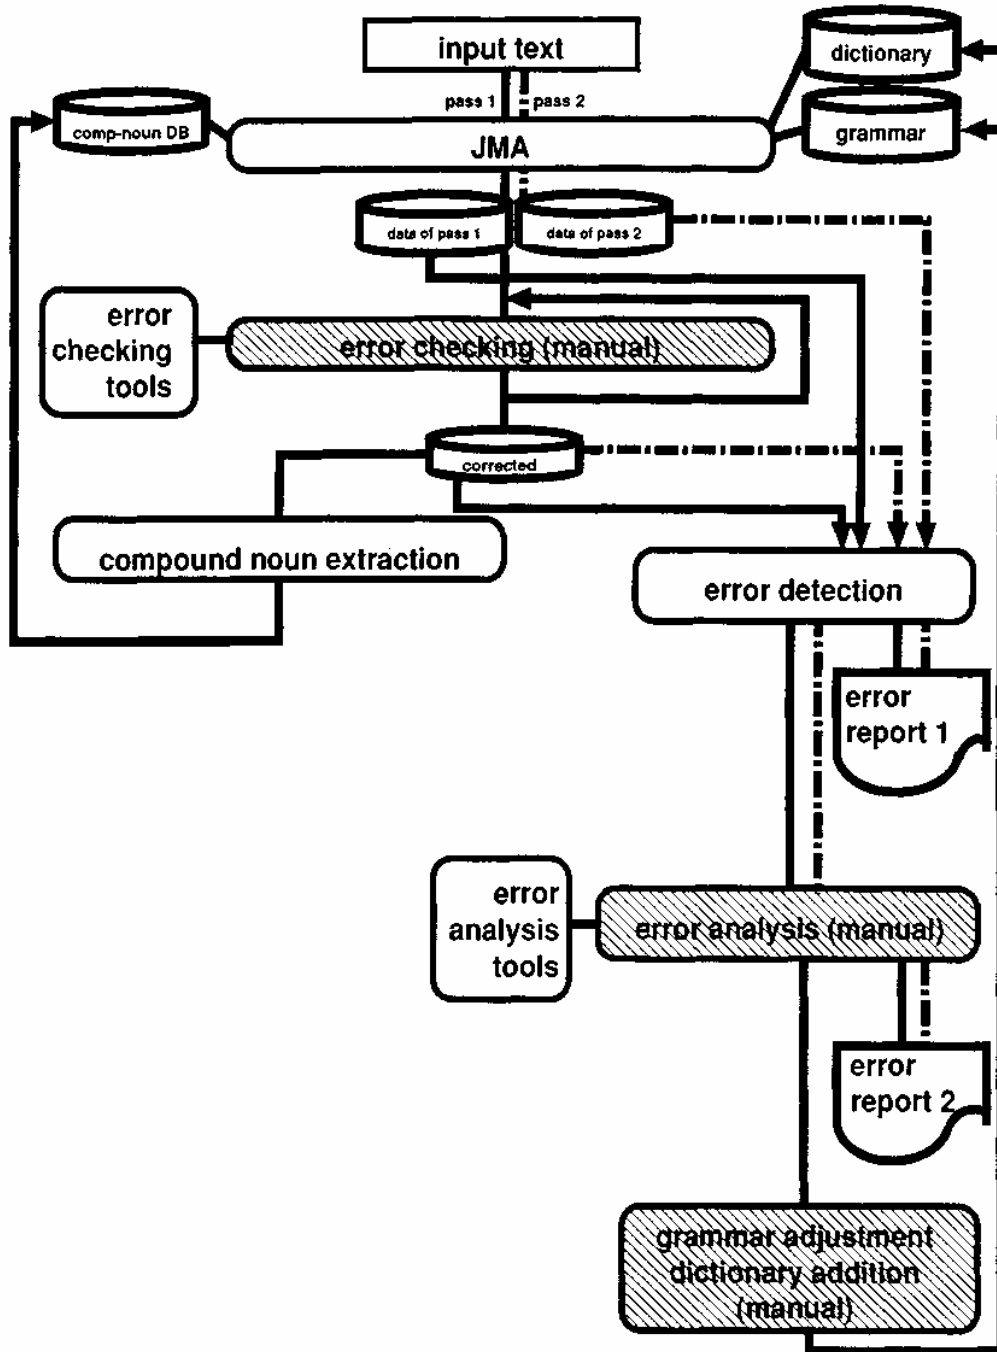 input text
dictionary
pass 1
pass 2
comp-noun DB
JMA
grammar
data of pass 1
data of pass 2
error
checking
tools
error checking (manual)
corrected
compound noun extraction
error detection
error
report 1
error
analysis
tools
error analysis (manual)
error
report 2
grammar adjustment
dictionary addition
(manual)